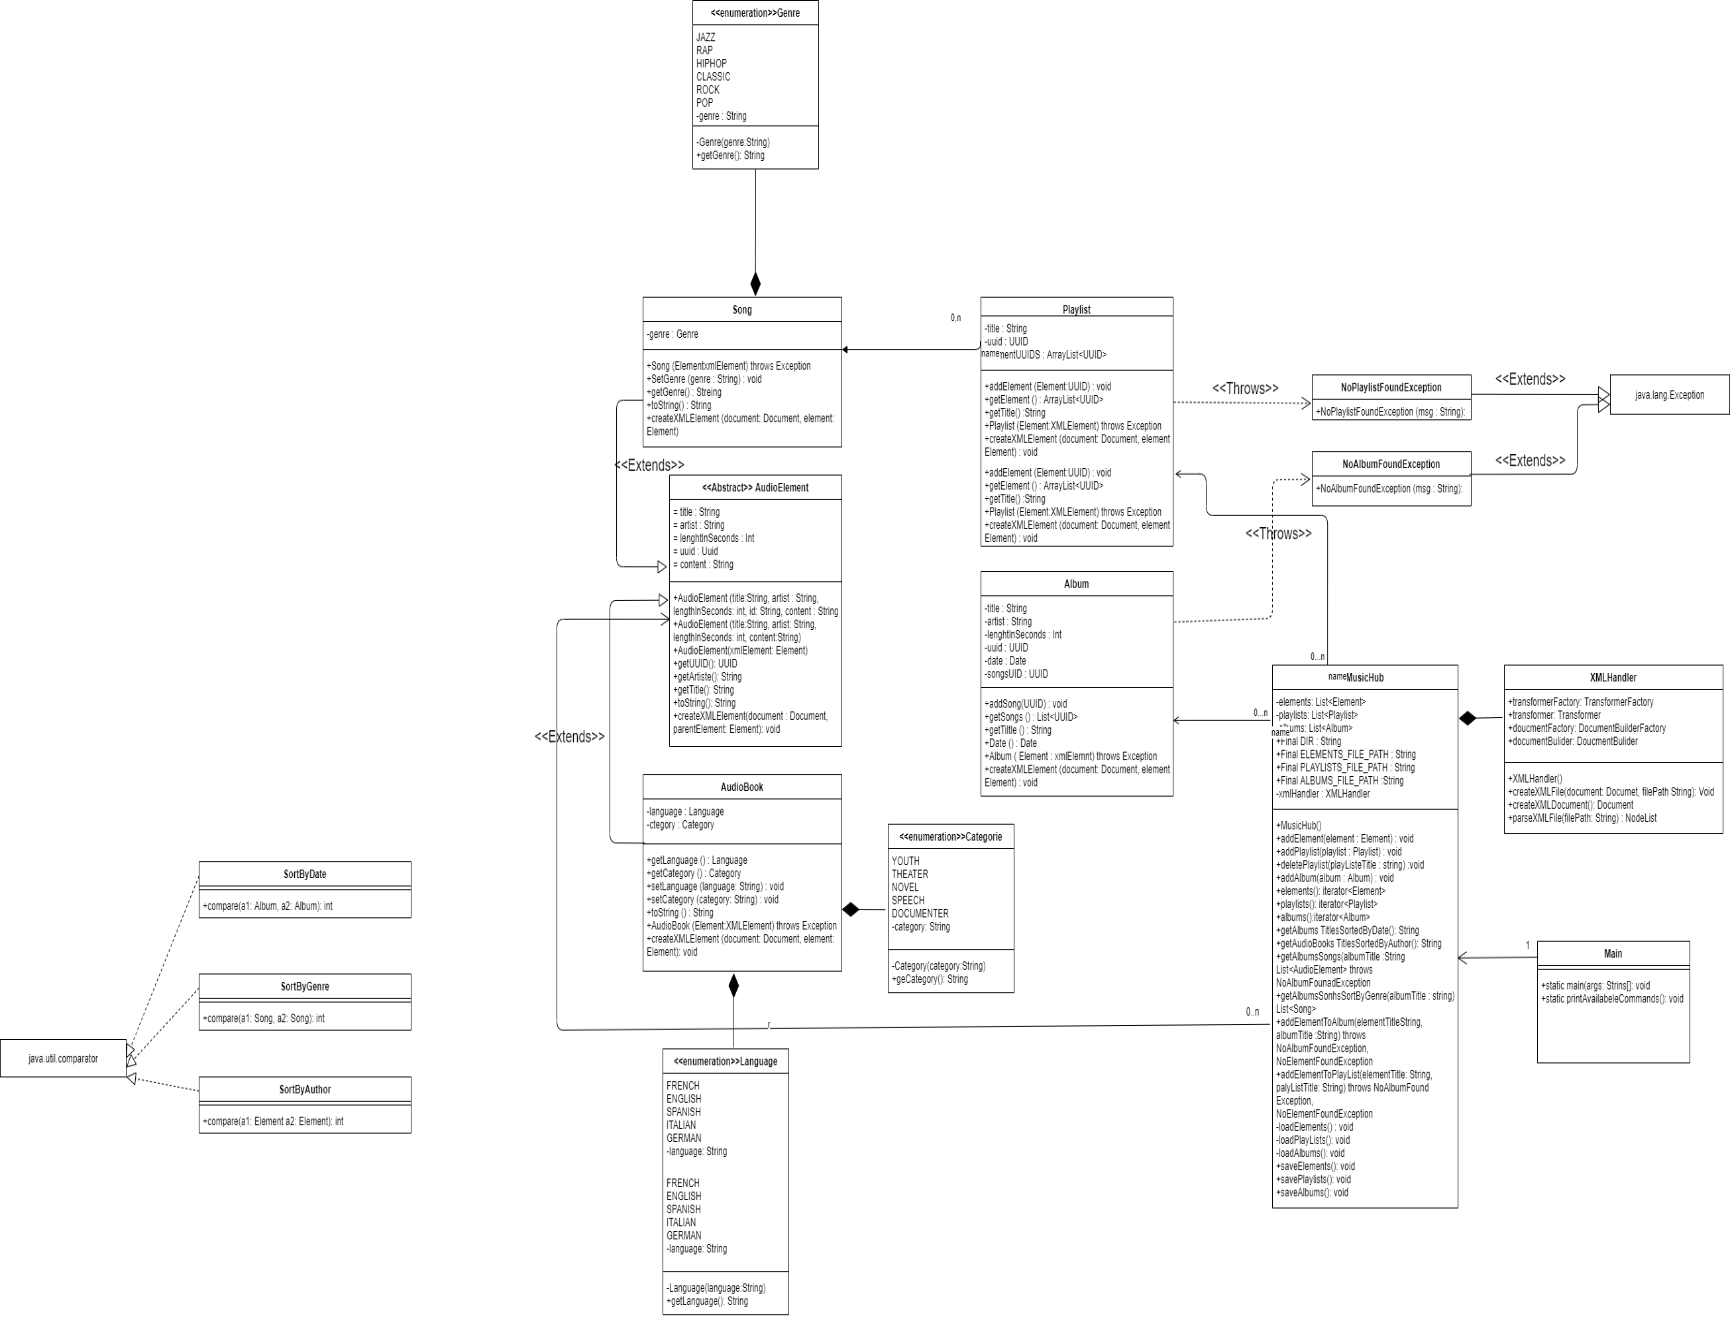 <<enumeration>>Genre
JAZZ
RAP
HIPHOP
CLASSIC
ROCK
POP
-genre : String
-Genre(genre:String)
+getGenre(): String
Song
-genre : Genre
+Song (ElementxmlElement) throws Exception
+SetGenre (genre : String) : void
+getGenre() : Streing
+toString() : String
+createXMLElement (document: Document, element:
Element)
<<Extends>>
<<Abstract>> AudioElement
= title : String
= artist : String
= lenghtInSeconds : Int
= uuid : Uuid
= content : String
+AudioElement (title:String, artist : String,
lengthInSeconds: int, id: String, content : String
+AudioElement (title:String, artist: String,
lengthInSeconds: int, content:String)
+AudioElement(xmlElement: Element)
+getUUID(): UUID
+getArtiste(): String
+getTitle(): String
+toString(): String
+createXMLElement(document : Document,
parentElement: Element): void
<<Extends>>
AudioBook
-language : Language
-ctegory : Category
+getLanguage () : Language
+getCategory () : Category
+setLanguage (language: String) : void
+setCategory (category: String) : void
+toString () : String
+AudioBook (Element:XMLElement) throws Exception
+createXMLElement (document: Document, element:
Element): void
<<enumeration>>Categorie
YOUTH
THEATER
NOVEL
SPEECH
DOCUMENTER
-category: String
-Category(category:String)
+geCategory(): String
<<enumeration>>Language
FRENCH
ENGLISH
SPANISH
ITALIAN
GERMAN
-language: String
FRENCH
ENGLISH
SPANISH
ITALIAN
GERMAN
-language: String
-Language(language:String)
+getLanguage(): String
0,n
Playlist
-title : String
-uuid : UUID
name
mentUUIDS : ArrayList<UUID>
+addElement (Element:UUID) : void
+getElement () : ArrayList<UUID>
+getTitle() :String
+Playlist (Element:XMLElement) throws Exception
+createXMLElement (document: Document, element
Element) : void
+addElement (Element:UUID) : void
+getElement () : ArrayList<UUID>
+getTitle() :String
+Playlist (Element:XMLElement) throws Exception
+createXMLElement (document: Document, element
Element) : void
<<Throws>>
NoPlaylistFoundException
+NoPlaylistFoundException (msg : String):
<<Extends>>
java.lang.Exception
NoAlbumFoundException
+NoAlbumFoundException (msg : String):
<<Extends>>
<<Throws>>
Album
-title : String
-artist : String
-lenghtInSeconds : Int
-uuid : UUID
-date : Date
-songsUID : UUID
+addSong(UUID) : void
+getSongs () : List<UUID>
+getTiltle () : String
+Date () : Date
+Album ( Element : xmlElemnt) throws Exception
+createXMLElement (document: Document, element
Element) : void
0...n
0...n
0..n
r
name
MusicHub
-elements: List<Element>
-playlists: List<Playlist>
name
ums: List<Album>
+Final DIR : String
+Final ELEMENTS_FILE_PATH : String
+Final PLAYLISTS_FILE_PATH : String
+Final ALBUMS_FILE_PATH :String
-xmlHandler : XMLHandler
+MusicHub()
+addElement(element : Element) : void
+addPlaylist(playlist : Playlist) : void
+deletePlaylist(playListeTitle : string) :void
+addAlbum(album : Album) : void
+elements(): iterator<Element>
+playlists(): iterator<Playlist>
+albums():iterator<Album>
+getAlbums TitlesSortedByDate(): String
+getAudioBooks TitlesSortedByAuthor(): String
+getAlbumsSongs(albumTitle :String
List<AudioElement> throws
NoAlbumFounadException
+getAlbumsSonhsSortByGenre(albumTitle : string)
List<Song>
+addElementToAlbum(elementTitleString,
albumTitle :String) throws
NoAlbumFoundException,
NoElementFoundException
+addElementToPlayList(elementTitle: String,
palyListTitle: String) throws NoAlbumFound
Exception,
NoElementFoundException
-loadElements() : void
-loadPlayLists(): void
-loadAlbums(): void
+saveElements(): void
+savePlaylists(): void
+saveAlbums(): void
XMLHandler
+transformerFactory: TransformerFactory
+transformer: Transformer
+doucmentFactory: DocumentBuilderFactory
+documentBulider: DoucmentBulider
+XMLHandler()
+createXMLFile(document: Documet, filePath String): Void
+createXMLDocument(): Document
+parseXMLFile(filePath: String) : NodeList
1
Main
+static main(args: Strins[]: void
+static printAvailabeleCommands(): void
SortByDate
+compare(a1: Album, a2: Album): int
SortByGenre
+compare(a1: Song, a2: Song): int
java.util.comparator
SortByAuthor
+compare(a1: Element a2: Element): int